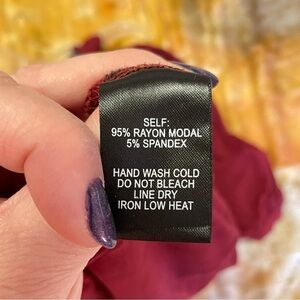 SELF:
95% RAYON MODAL
5% SPANDEX
HAND WASH COLD
DO NOT BLEACH
LINE DRY
IRON LOW HEAT